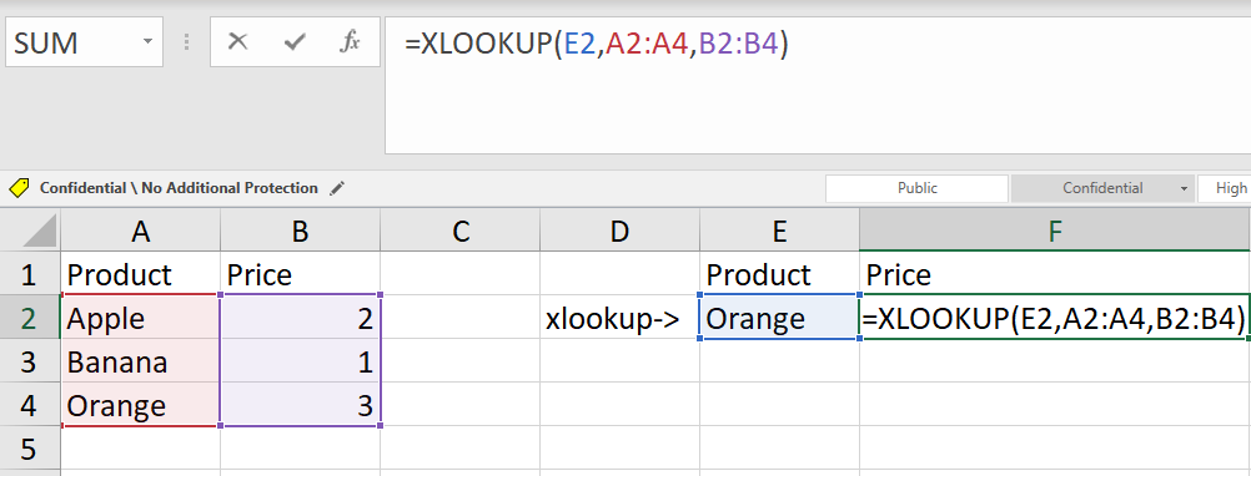 SUM =XLOOKUP(E2,A2:A4,B2:B4)
Confidential \ No Additional Protection Public Confidential High
A B C D E F
1 Product Price Product Price
2 Apple 2 xlookup-> Orange =XLOOKUP(E2,A2:A4,B2:B4)
3 Banana 1
4 Orange 3
5